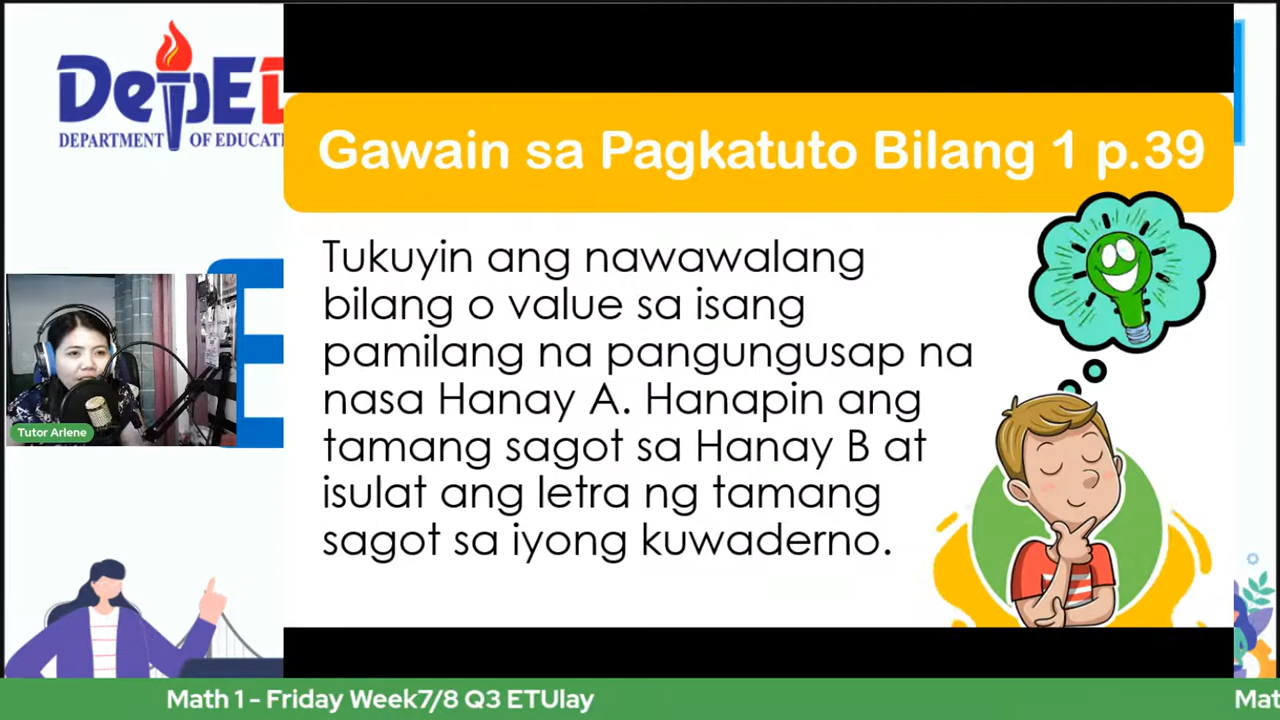 DepED
DEPARTMENT OF EDUCATI
Gawain sa Pagkatuto Bilang 1 p.39
Tukuyin ang nawawalang
bilang o value sa isang
pamilang na pangungusap na
nasa Hanay A. Hanapin ang
tamang sagot sa Hanay B at
isulat ang letra ng tamang
sagot sa iyong kuwaderno.
Tutor Arlene
E
Math 1 - Friday Week7/8 Q3 ETUlay
Mat